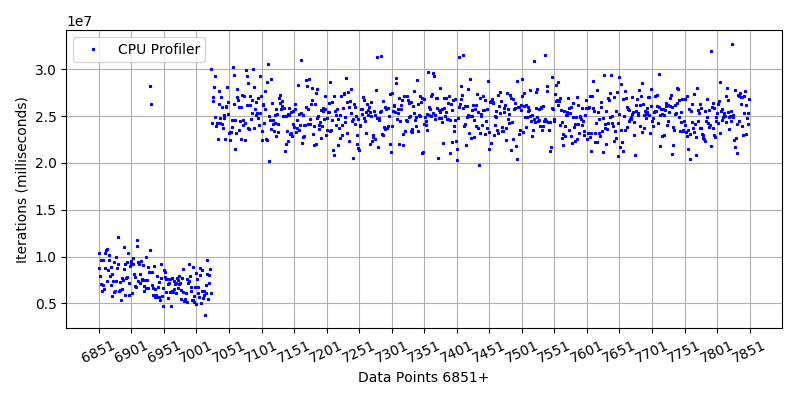 1e7
CPU Profiler
3.0
2.5
2.0
1.5
1.0
0.5
Iterations (milliseconds)
6851 6901 6951 7001 7051 7101 7151 7201 7251 7301 7351 7401 7451 7501 7551 7601 7651 7701 7751 7801 7851
Data Points 6851+